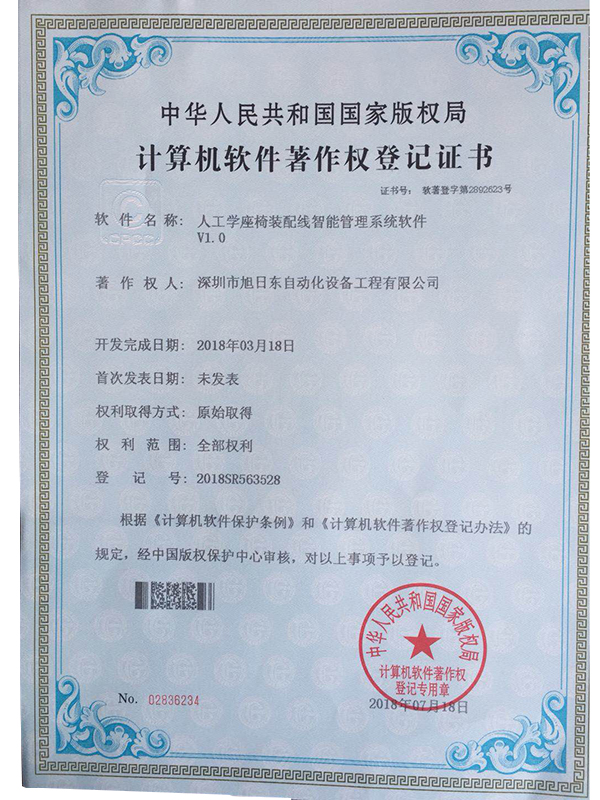 中华人民共和国国家版权局
计算机软件著作权登记证书
证书号： 软著登字第2892623号
CPCC
软件名称： 人工学座椅装配线智能管理系统软件
V1.0
著作权人： 深圳市旭日东自动化设备工程有限公司
开发完成日期： 2018年03月18日
首次发表日期： 未发表
权利取得方式： 原始取得
权利范围： 全部权利
登记号： 2018SR563528
根据《计算机软件保护条例》和《计算机软件著作权登记办法》的
规定，经中国版权保护中心审核，对以上事项予以登记。
中华人民共和国国家版权局
计算机软件著作权
登记专用章
No. 02836234
2018年07月18日